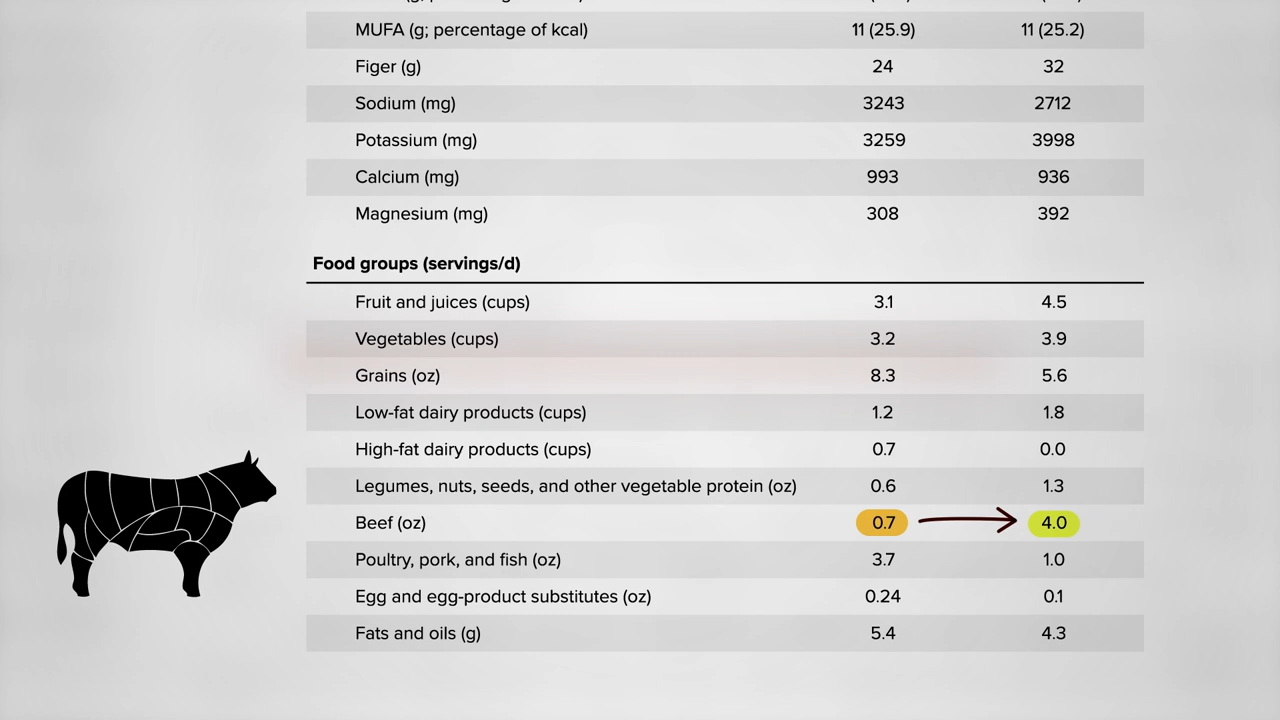 MUFA (g; percentage of kcal) 11 (25.9) 11 (25.2)
Figer (g) 24 32
Sodium (mg) 3243 2712
Potassium (mg) 3259 3998
Calcium (mg) 993 936
Magnesium (mg) 308 392
Food groups (servings/d)
Fruit and juices (cups) 3.1 4.5
Vegetables (cups) 3.2 3.9
Grains (oz) 8.3 5.6
Low-fat dairy products (cups) 1.2 1.8
High-fat dairy products (cups) 0.7 0.0
Legumes, nuts, seeds, and other vegetable protein (oz) 0.6 1.3
Beef (oz) 0.7 4.0
Poultry, pork, and fish (oz) 3.7 1.0
Egg and egg-product substitutes (oz) 0.24 0.1
Fats and oils (g) 5.4 4.3